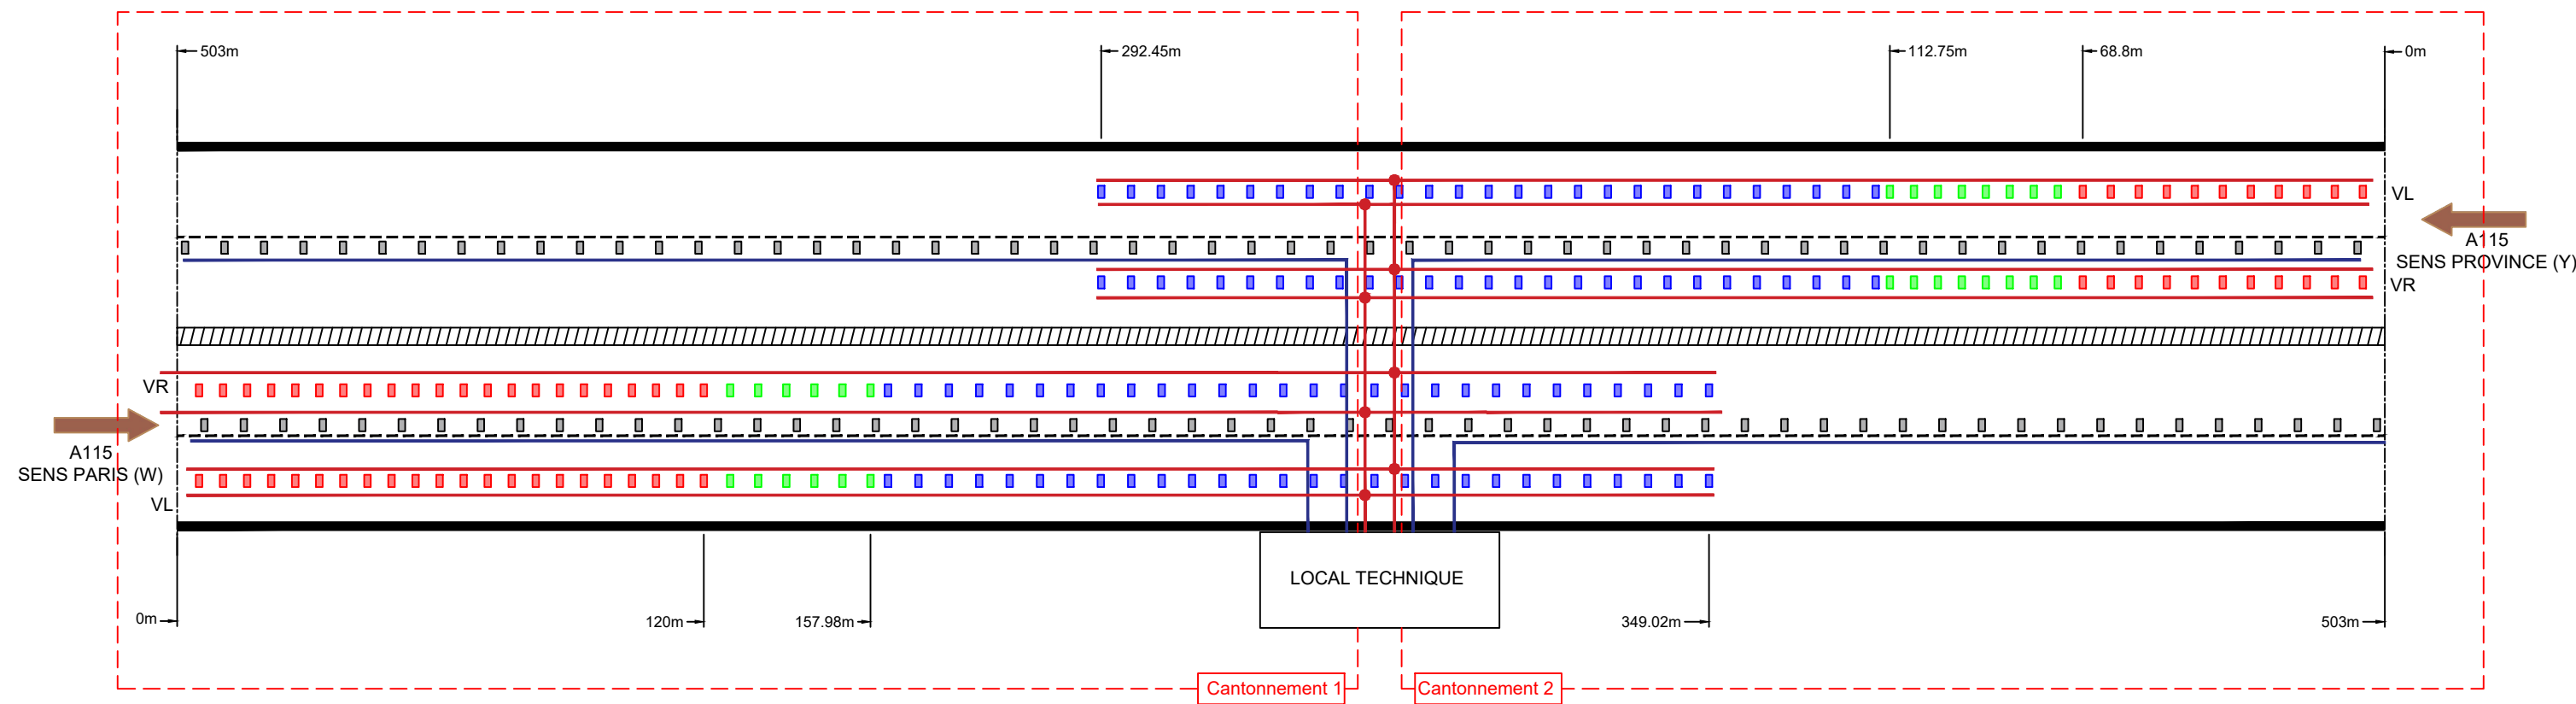 503m
292.45m
112.75m
68.8m
0m
VL
A115
SENS PROVINCE (Y)
VR
VR
A115
SENS PARIS (W)
VL
LOCAL TECHNIQUE
0m
120m
157.98m
349.02m
503m
Cantonnement 1
Cantonnement 2